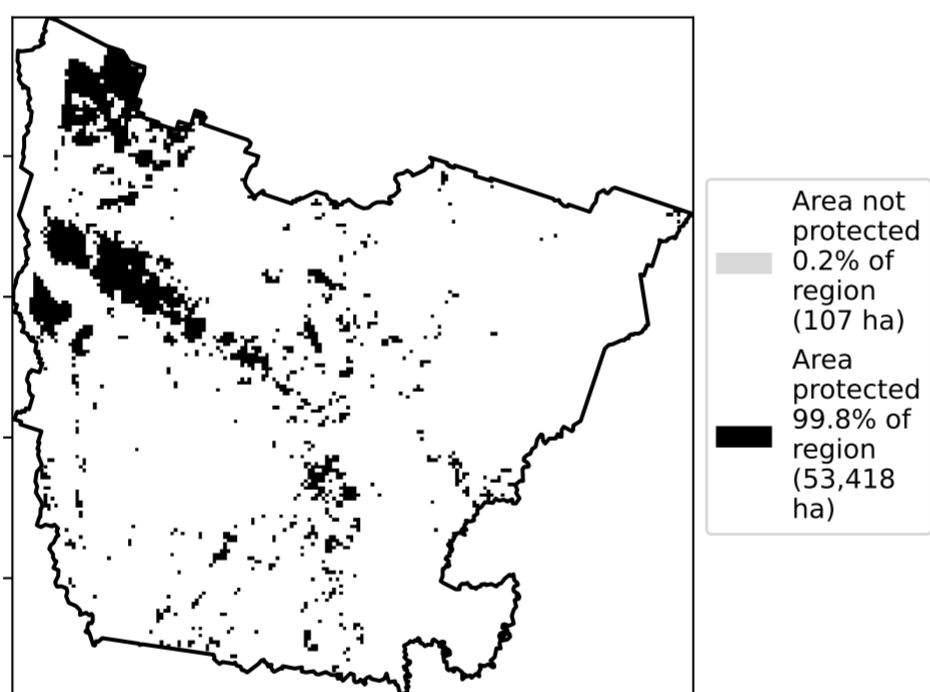 Area not
protected
0.2% of
region
(107 ha)
Area
protected
99.8% of
region
(53,418
ha)